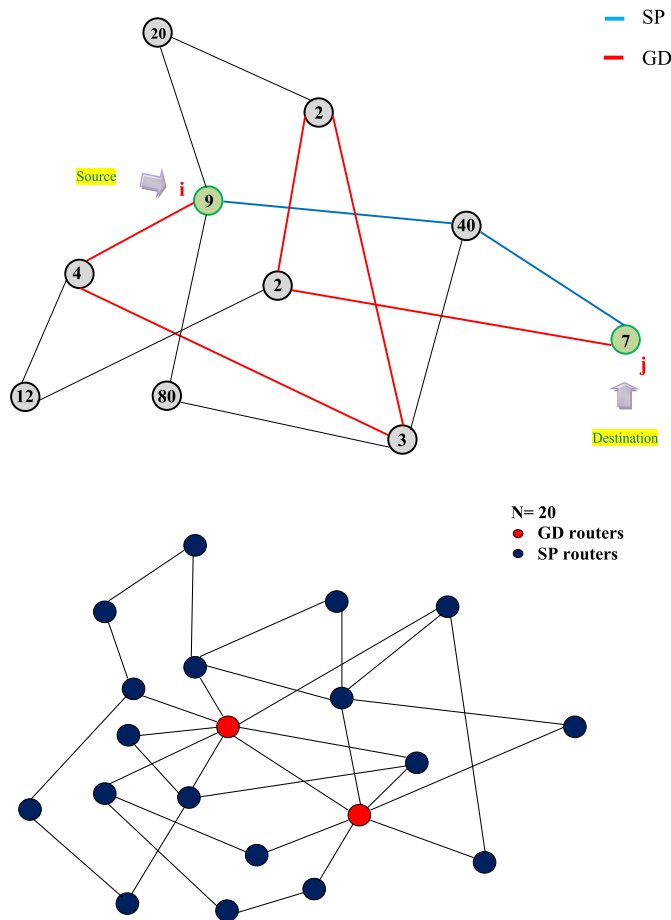 SP
20
GD
2
Source
i
9
40
4
2
7
j
12
80
3
Destination
N= 20
GD routers
SP routers